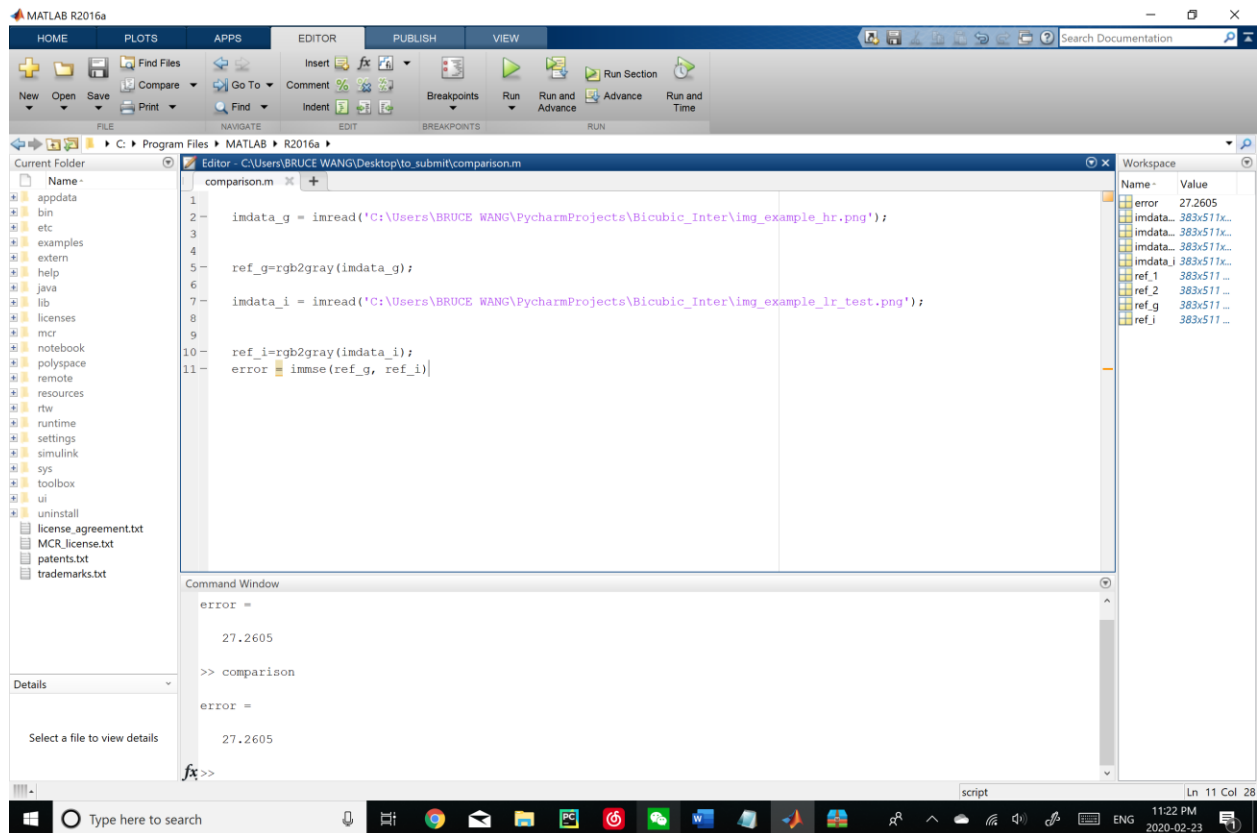 MATLAB R2016a
HOME PLOTS APPS EDITOR PUBLISH VIEW Search Documentation
Find Files Insert fx
Compare Go To Comment % Run Section
New Open Save Print Find Indent Breakpoints Run Run and Advance Advance Run and Time
FILE NAVIGATE EDIT BREAKPOINTS RUN
C: Program Files MATLAB R2016a
Current Folder
Name
appdata
bin
etc
examples
extern
help
java
lib
licenses
mcr
notebook
polyspace
remote
resources
rtw
runtime
settings
simulink
sys
toolbox
ui
uninstall
license_agreement.txt
MCR_license.txt
patents.txt
trademarks.txt
Details
Select a file to view details
Editor - C:\Users\BRUCE WANG\Desktop\to_submit\comparison.m
comparison.m +
1
2 - imdata_g = imread('C:\Users\BRUCE WANG\PycharmProjects\Bicubic_Inter\img_example_hr.png');
3
4
5 - ref_g=rgb2gray(imdata_g);
6
7 - imdata_i = imread('C:\Users\BRUCE WANG\PycharmProjects\Bicubic_Inter\img_example_lr_test.png');
8
9
10 - ref_i=rgb2gray(imdata_i);
11 - error = immse(ref_g, ref_i)
Command Window
error =
27.2605
>> comparison
error =
27.2605
fx >>
Workspace
Name Value
error 27.2605
imdata... 383x511x...
imdata... 383x511x...
imdata... 383x511x...
imdata_i 383x511x...
ref_1 383x511 ...
ref_2 383x511 ...
ref_g 383x511 ...
ref_i 383x511 ...
script Ln 11 Col 28
Type here to search PC W ENG 11:22 PM
2020-02-23